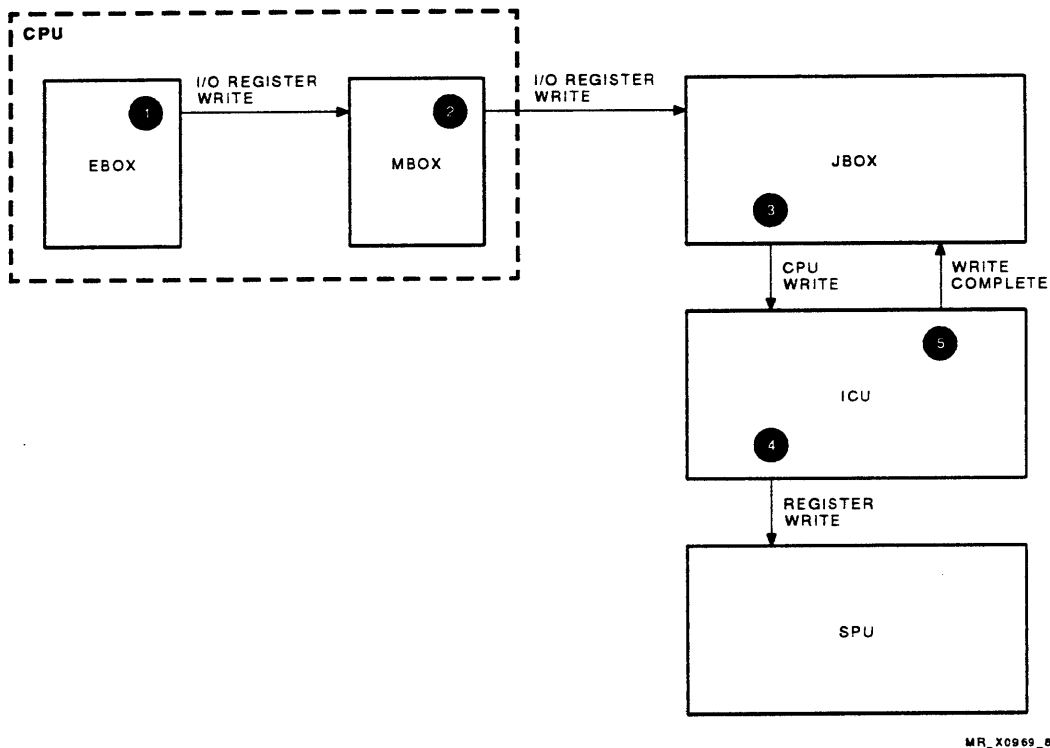 CPU
I/O REGISTER
WRITE
I/O REGISTER
WRITE
1
2
EBOX
MBOX
JBOX
3
CPU
WRITE
WRITE
COMPLETE
5
ICU
4
REGISTER
WRITE
SPU
MR_X0969_8